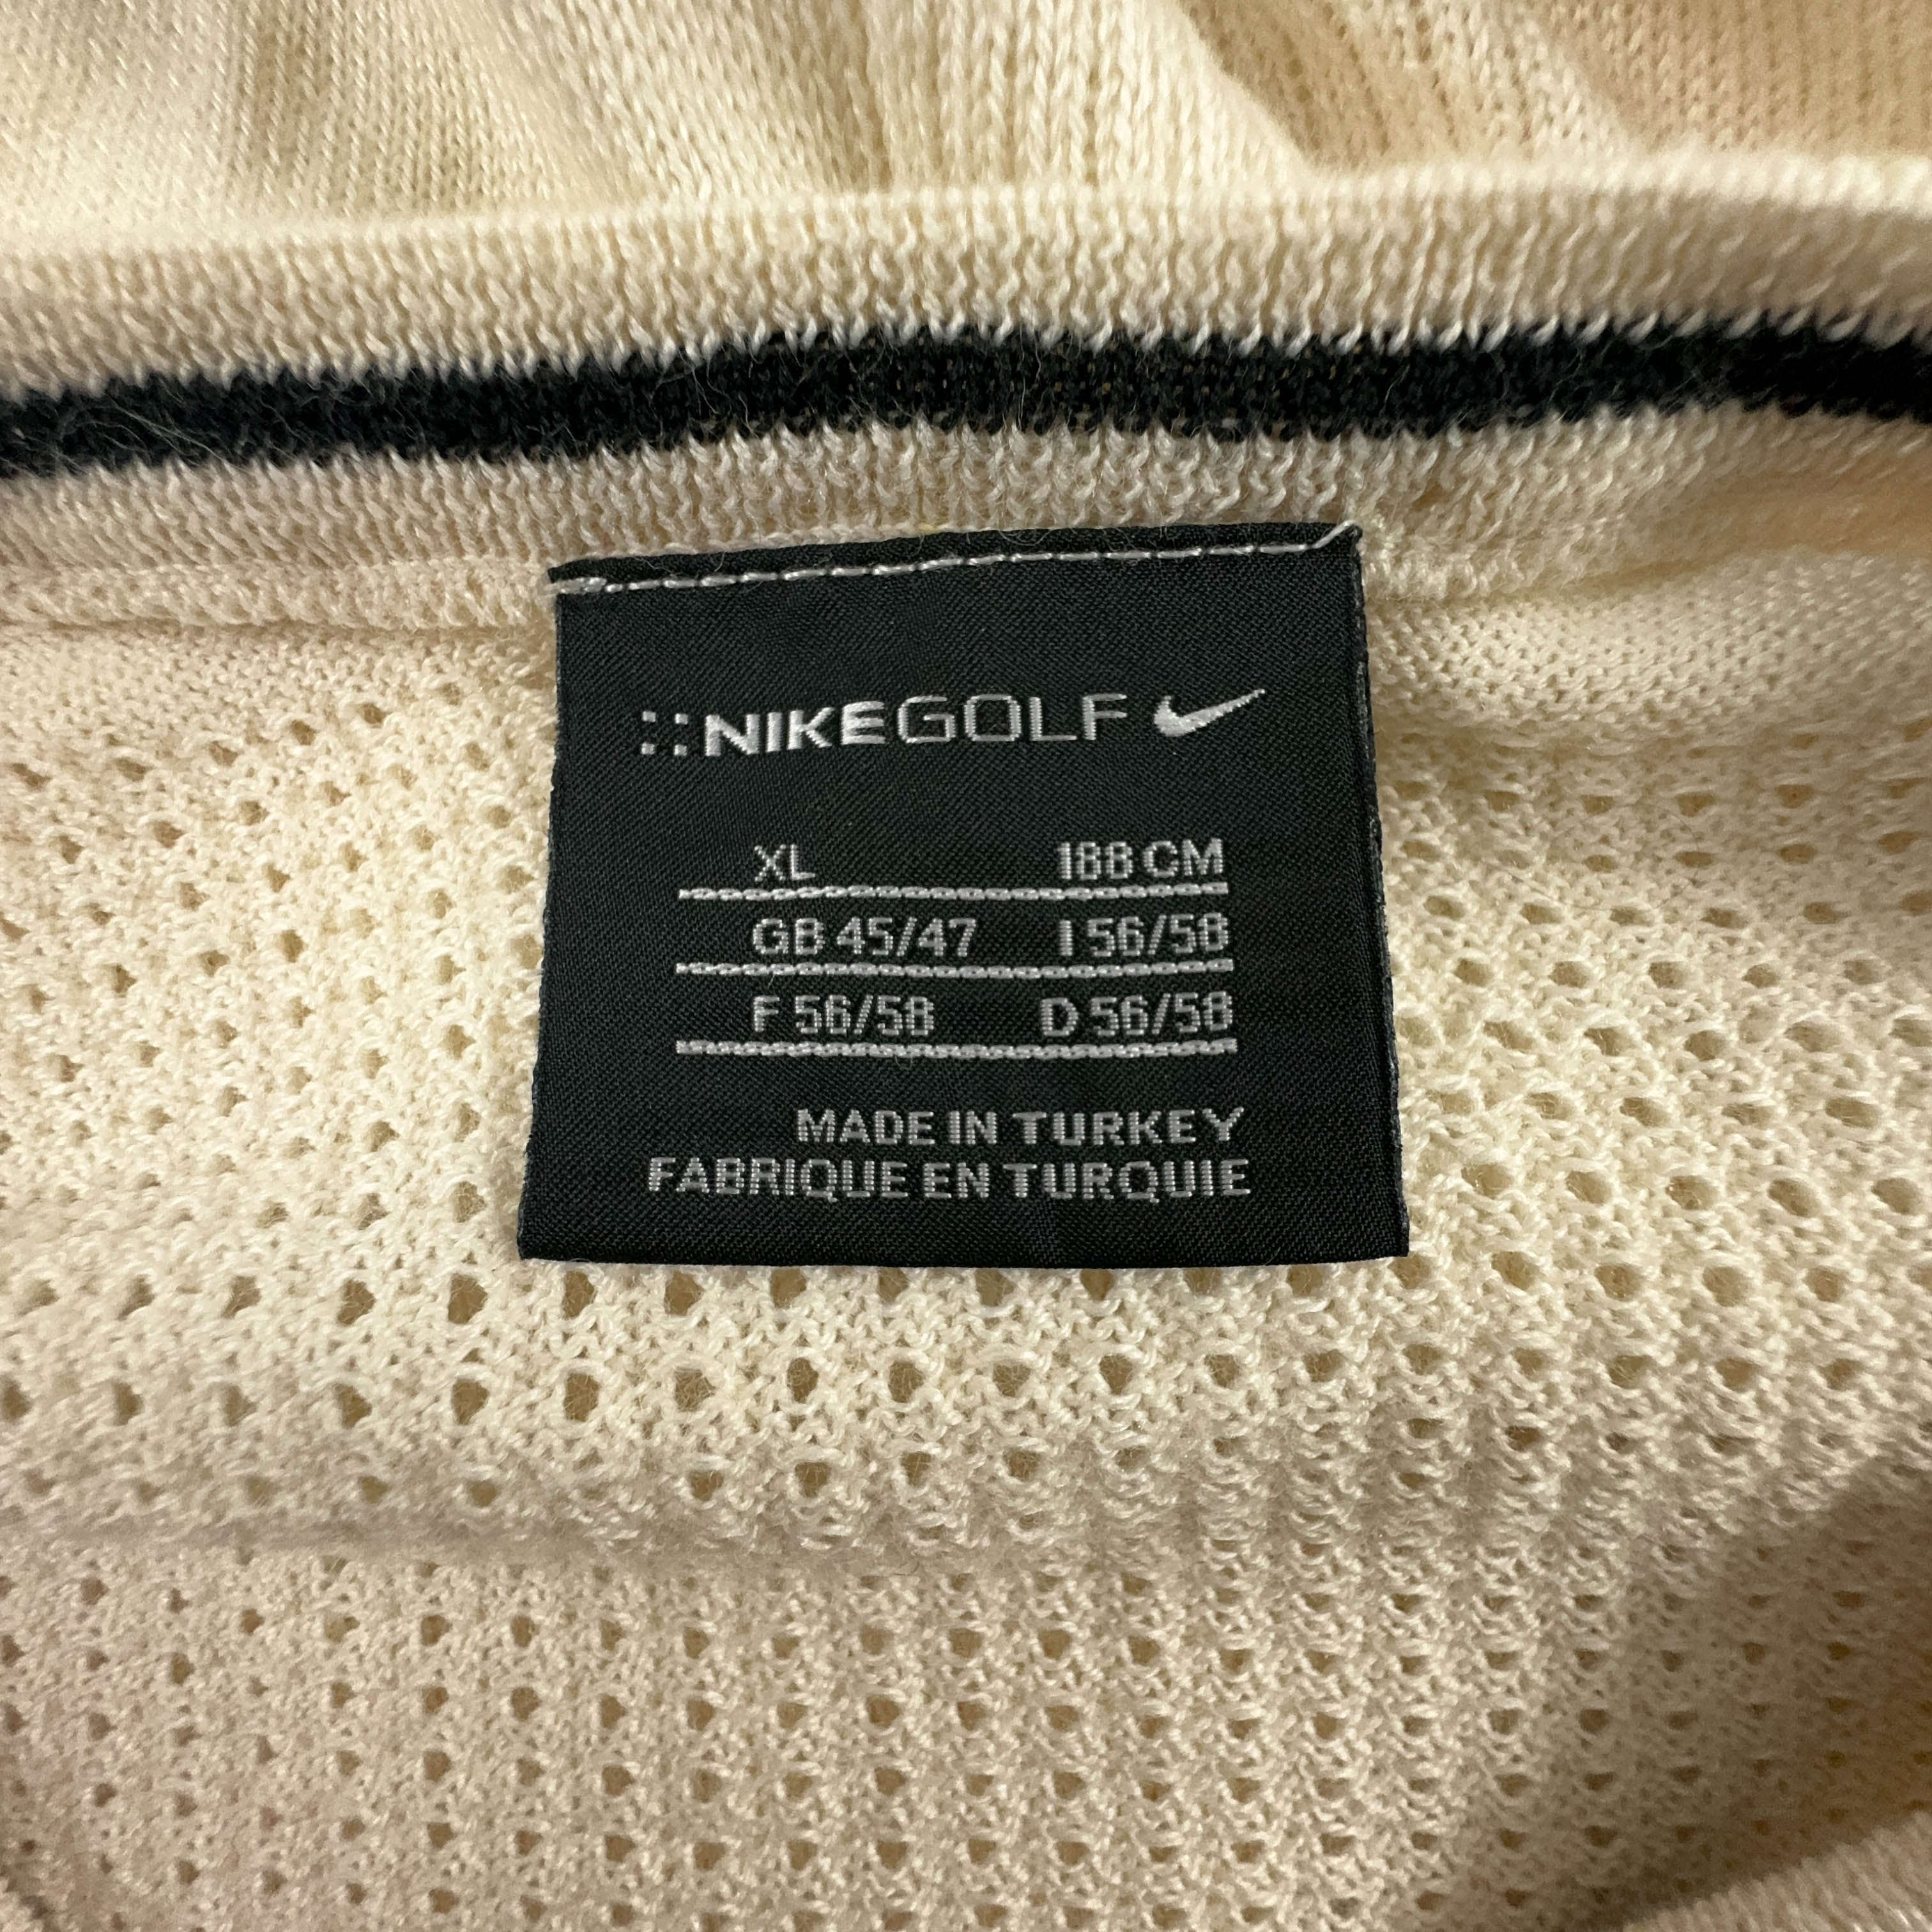 NIKEGOLF
XL 188 CM
GB 45/47 I 56/58
F 56/58 D 56/58
MADE IN TURKEY
FABRIQUE EN TURQUIE